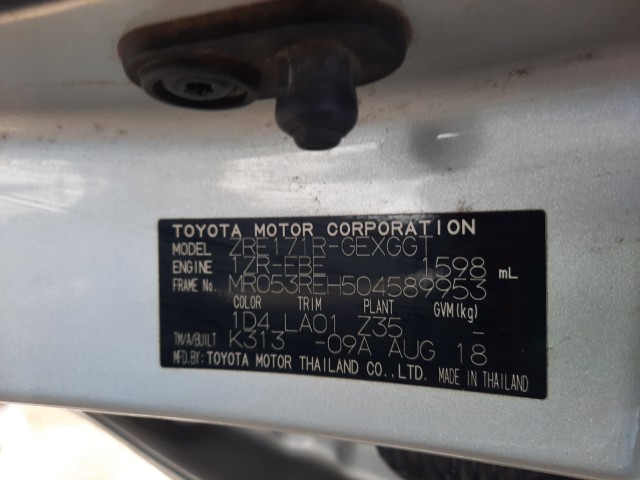 TOYOTA MOTOR CORPORATION
MODEL ZRE171R-GEXGGT
ENGINE 1ZR-FBE 1598 mL
FRAME No. MR053REH504589953
COLOR TRIM PLANT GVM(kg)
1D4 LA01 Z35 -
TM/A/BUILT K313 -09A AUG 18
MFD.BY: TOYOTA MOTOR THAILAND CO.,LTD. MADE IN THAILAND